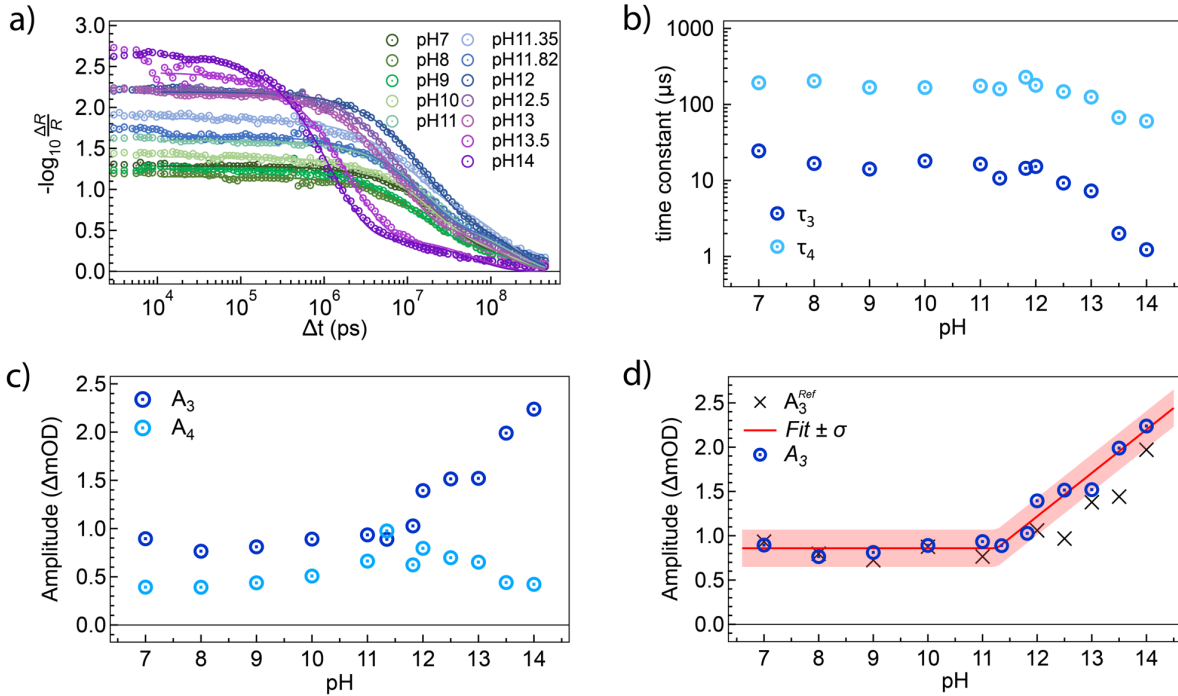 a)
-log10 ΔR/R
3.0
2.5
2.0
1.5
1.0
0.5
0.0
pH7
pH8
pH9
pH10
pH11
pH11.35
pH11.82
pH12
pH12.5
pH13
pH13.5
pH14
10^4
10^5
10^6
10^7
10^8
Δt (ps)
b)
time constant (μs)
1000
100
10
1
τ3
τ4
7 8 9 10 11 12 13 14
pH
c)
Amplitude (ΔmOD)
2.5
2.0
1.5
1.0
0.5
0.0
A3
A4
7 8 9 10 11 12 13 14
pH
d)
Amplitude (ΔmOD)
2.5
2.0
1.5
1.0
0.5
0.0
A3^Ref
Fit ± σ
A3
7 8 9 10 11 12 13 14
pH